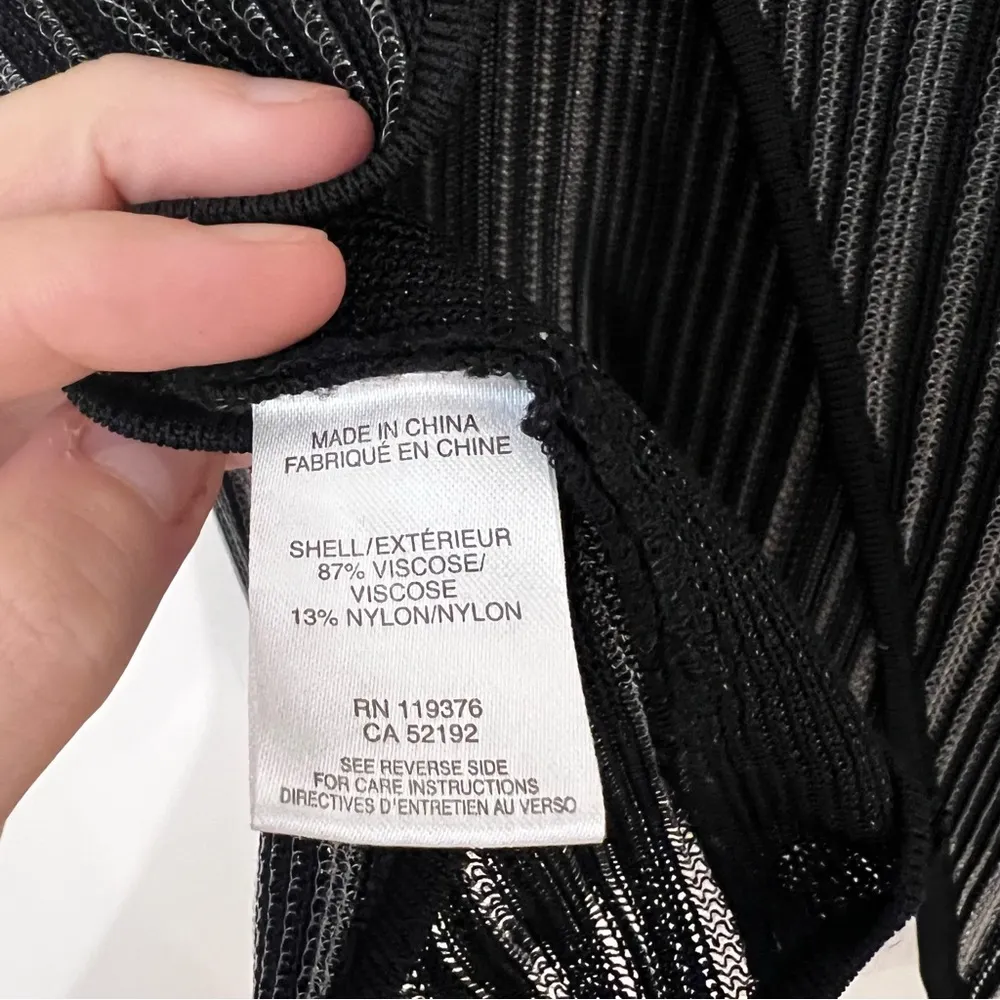 MADE IN CHINA
FABRIQUÉ EN CHINE
SHELL/EXTÉRIEUR
87% VISCOSE/
VISCOSE
13% NYLON/NYLON
RN 119376
CA 52192
SEE REVERSE SIDE
FOR CARE INSTRUCTIONS
DIRECTIVES D'ENTRETIEN AU VERSO